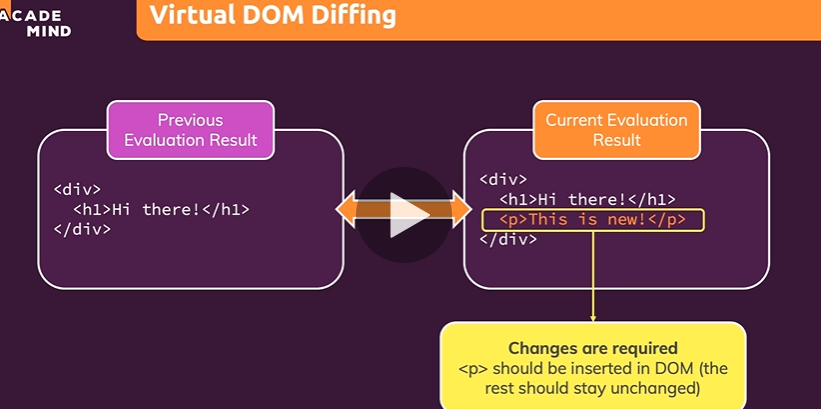 ACADE
MIND
Virtual DOM Diffing
Previous
Evaluation Result
<div>
<h1>Hi there!</h1>
</div>
Current Evaluation
Result
<div>
<h1>Hi there!</h1>
<p>This is new!</p>
</div>
Changes are required
<p> should be inserted in DOM (the
rest should stay unchanged)